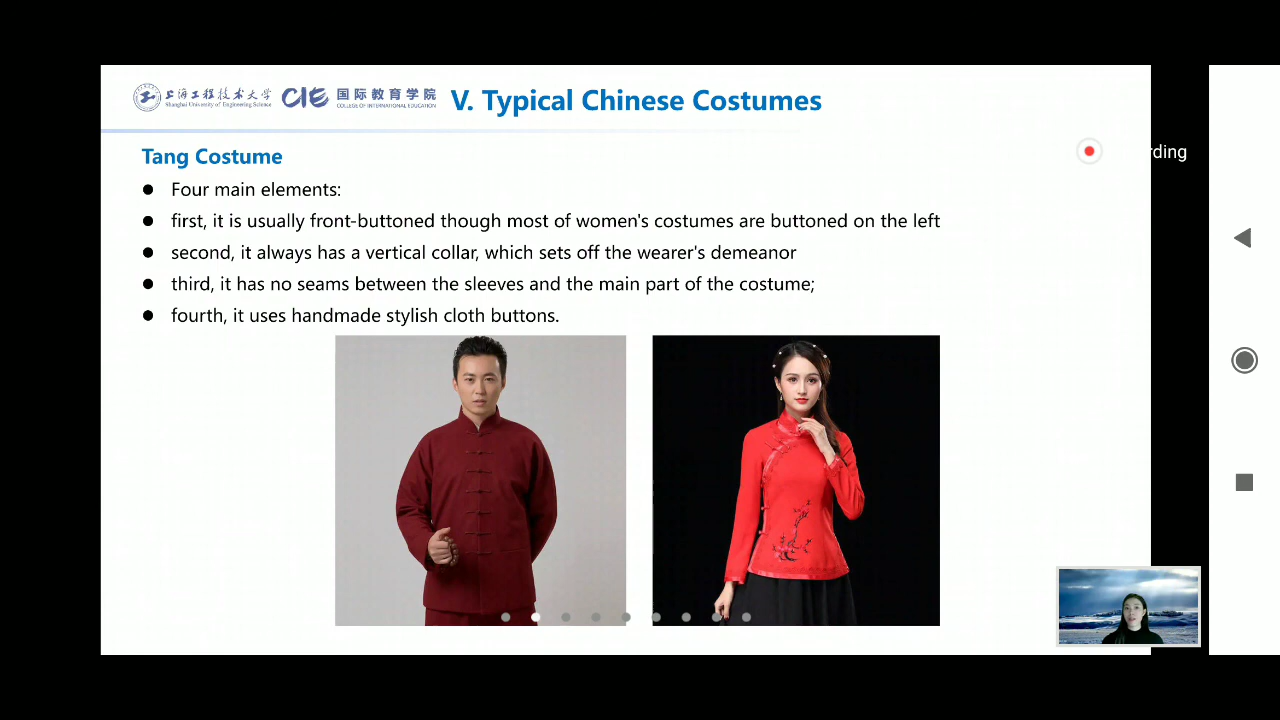 上海工程技术大学
Shanghai University of Engineering Science
CIE 国际教育学院
COLLEGE OF INTERNATIONAL EDUCATION
V. Typical Chinese Costumes
Tang Costume
rding
● Four main elements:
● first, it is usually front-buttoned though most of women's costumes are buttoned on the left
● second, it always has a vertical collar, which sets off the wearer's demeanor
● third, it has no seams between the sleeves and the main part of the costume;
● fourth, it uses handmade stylish cloth buttons.